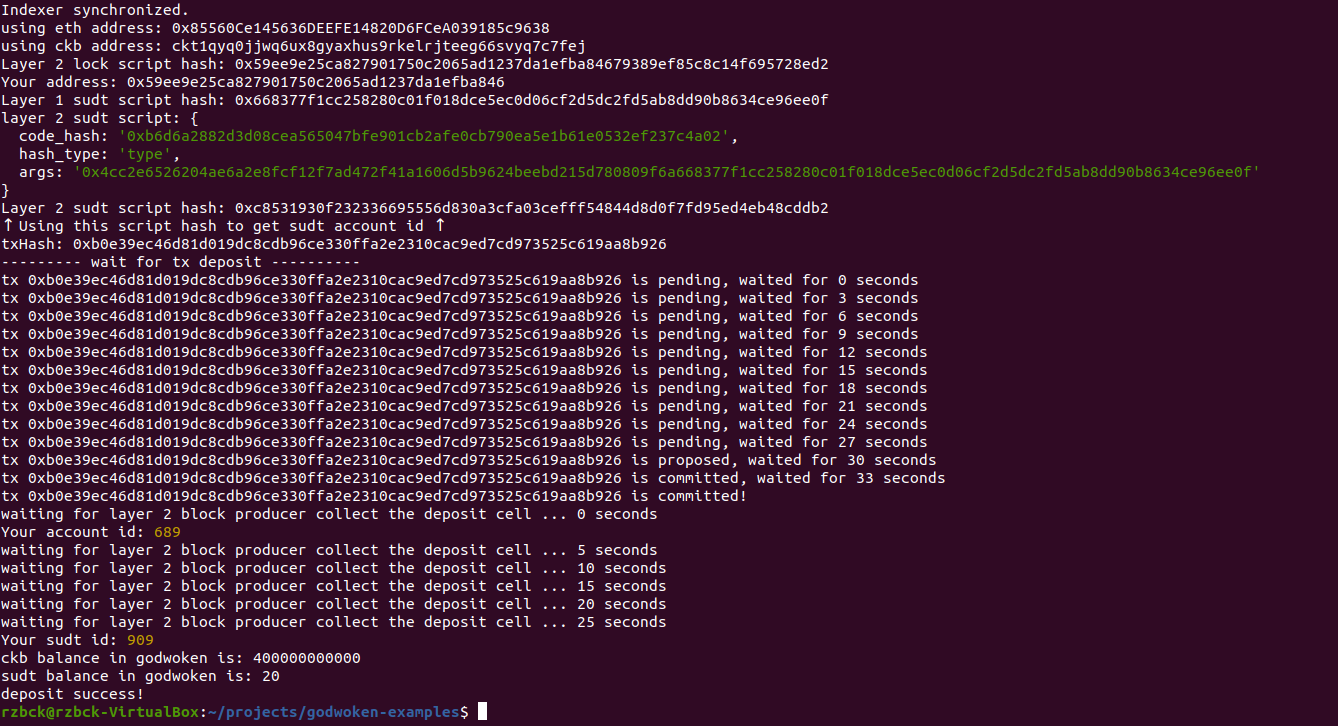 Indexer synchronized.
using eth address: 0x85560Ce145636DEEFE14820D6FCeA039185c9638
using ckb address: ckt1qyq0jjwq6ux8gyaxhus9rkelrjteeg66svyq7c7fej
Layer 2 lock script hash: 0x59ee9e25ca827901750c2065ad1237da1efba84679389ef85c8c14f695728ed2
Your address: 0x59ee9e25ca827901750c2065ad1237da1efba846
Layer 1 sudt script hash: 0x668377f1cc258280c01f018dce5ec0d06cf2d5dc2fd5ab8dd90b8634ce96ee0f
layer 2 sudt script: {
  code_hash: '0xb6d6a2882d3d08cea565047bfe901cb2afe0cb790ea5e1b61e0532ef237c4a02',
  hash_type: 'type',
  args: '0x4cc2e6526204ae6a2e8fcf12f7ad472f41a1606d5b9624beebd215d780809f6a668377f1cc258280c01f018dce5ec0d06cf2d5dc2fd5ab8dd90b8634ce96ee0f'
}
Layer 2 sudt script hash: 0xc8531930f232336695556d830a3cfa03cefff54844d8d0f7fd95ed4eb48cddb2
↑Using this script hash to get sudt account id ↑
txHash: 0xb0e39ec46d81d019dc8cdb96ce330ffa2e2310cac9ed7cd973525c619aa8b926
--------- wait for tx deposit ----------
tx 0xb0e39ec46d81d019dc8cdb96ce330ffa2e2310cac9ed7cd973525c619aa8b926 is pending, waited for 0 seconds
tx 0xb0e39ec46d81d019dc8cdb96ce330ffa2e2310cac9ed7cd973525c619aa8b926 is pending, waited for 3 seconds
tx 0xb0e39ec46d81d019dc8cdb96ce330ffa2e2310cac9ed7cd973525c619aa8b926 is pending, waited for 6 seconds
tx 0xb0e39ec46d81d019dc8cdb96ce330ffa2e2310cac9ed7cd973525c619aa8b926 is pending, waited for 9 seconds
tx 0xb0e39ec46d81d019dc8cdb96ce330ffa2e2310cac9ed7cd973525c619aa8b926 is pending, waited for 12 seconds
tx 0xb0e39ec46d81d019dc8cdb96ce330ffa2e2310cac9ed7cd973525c619aa8b926 is pending, waited for 15 seconds
tx 0xb0e39ec46d81d019dc8cdb96ce330ffa2e2310cac9ed7cd973525c619aa8b926 is pending, waited for 18 seconds
tx 0xb0e39ec46d81d019dc8cdb96ce330ffa2e2310cac9ed7cd973525c619aa8b926 is pending, waited for 21 seconds
tx 0xb0e39ec46d81d019dc8cdb96ce330ffa2e2310cac9ed7cd973525c619aa8b926 is pending, waited for 24 seconds
tx 0xb0e39ec46d81d019dc8cdb96ce330ffa2e2310cac9ed7cd973525c619aa8b926 is pending, waited for 27 seconds
tx 0xb0e39ec46d81d019dc8cdb96ce330ffa2e2310cac9ed7cd973525c619aa8b926 is proposed, waited for 30 seconds
tx 0xb0e39ec46d81d019dc8cdb96ce330ffa2e2310cac9ed7cd973525c619aa8b926 is committed, waited for 33 seconds
tx 0xb0e39ec46d81d019dc8cdb96ce330ffa2e2310cac9ed7cd973525c619aa8b926 is committed!
waiting for layer 2 block producer collect the deposit cell ... 0 seconds
Your account id: 689
waiting for layer 2 block producer collect the deposit cell ... 5 seconds
waiting for layer 2 block producer collect the deposit cell ... 10 seconds
waiting for layer 2 block producer collect the deposit cell ... 15 seconds
waiting for layer 2 block producer collect the deposit cell ... 20 seconds
waiting for layer 2 block producer collect the deposit cell ... 25 seconds
Your sudt id: 909
ckb balance in godwoken is: 400000000000
sudt balance in godwoken is: 20
deposit success!
rzbck@rzbck-VirtualBox:~/projects/godwoken-examples$